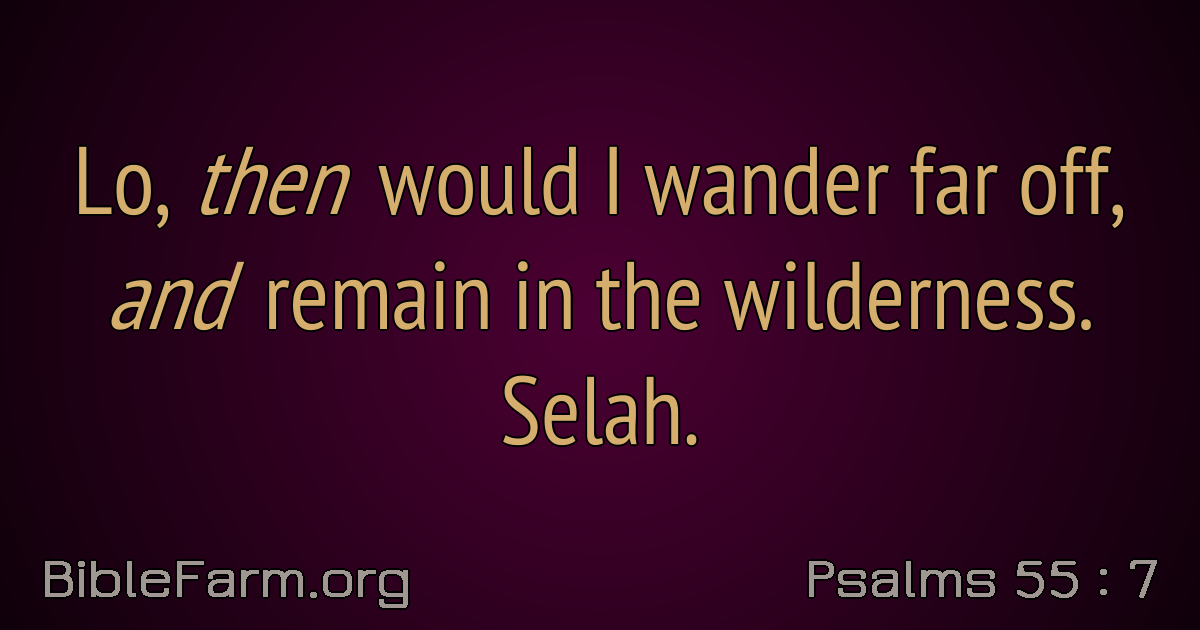 Lo, then would I wander far off,
and remain in the wilderness.
Selah.
BibleFarm.org
Psalms 55 : 7